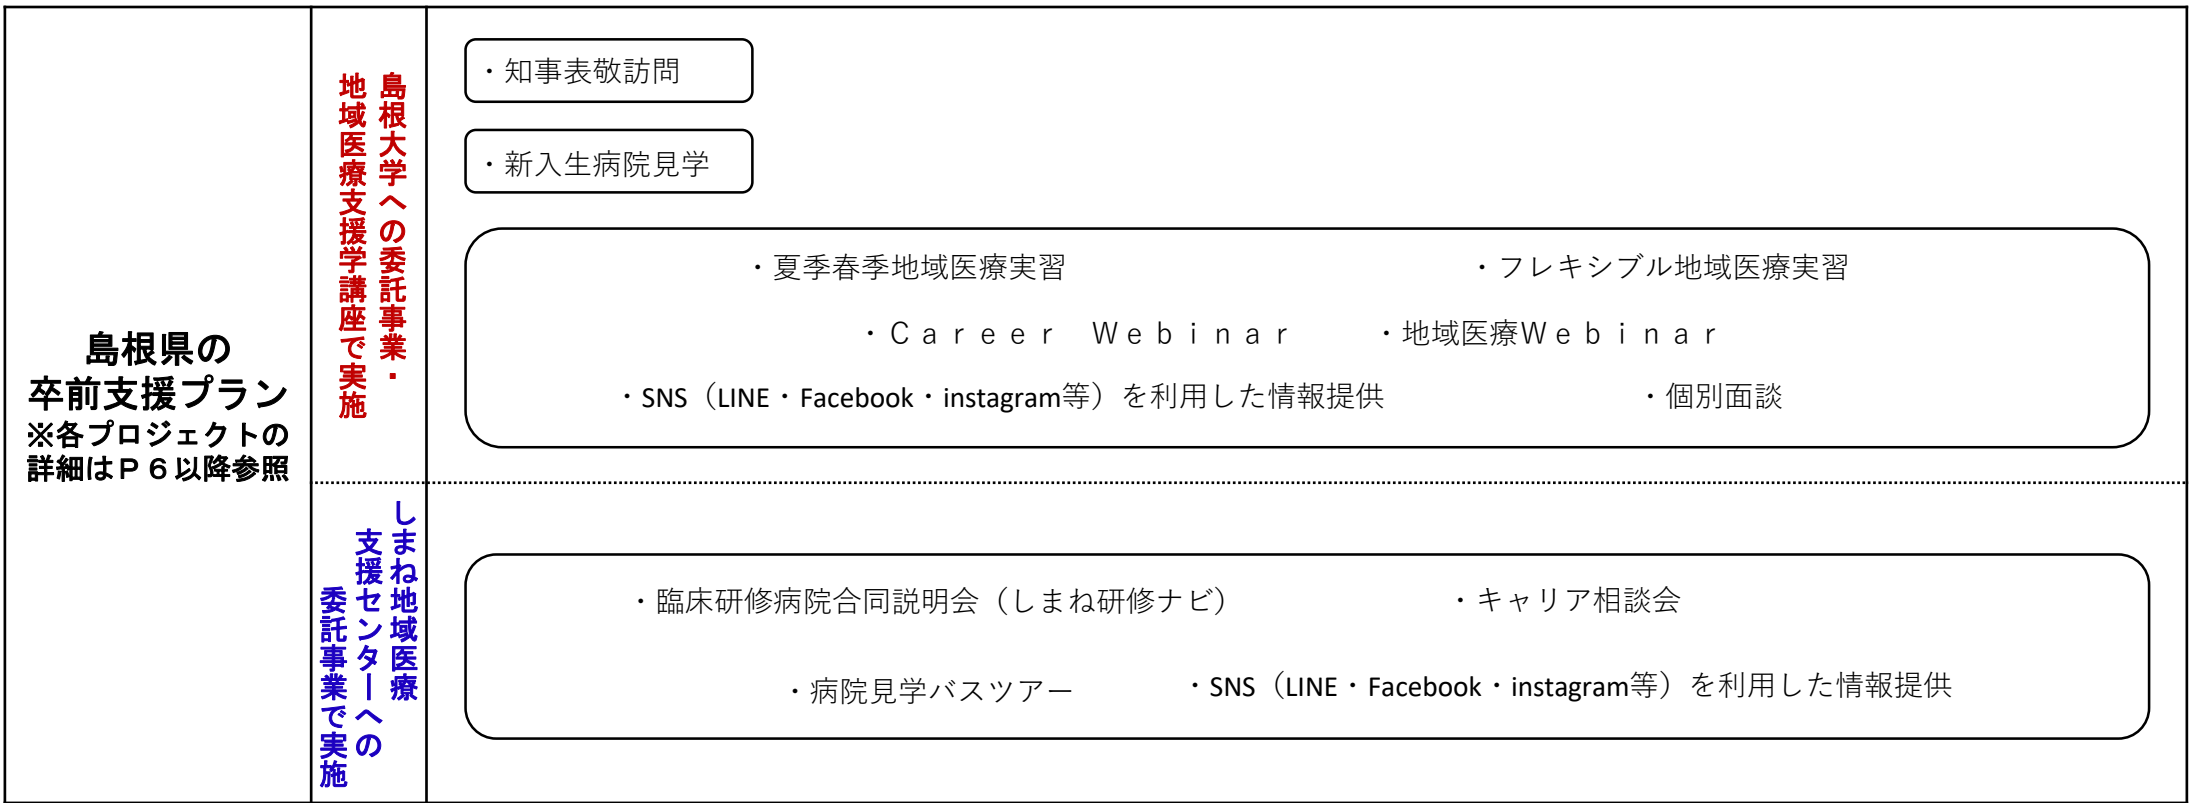 島根県の
卒前支援プラン
※各プロジェクトの
詳細はＰ６以降参照
島根大学への委託事業・
地域医療支援学講座で実施
・知事表敬訪問
・新入生病院見学
・夏季春季地域医療実習
・フレキシブル地域医療実習
・Ｃａｒｅｅｒ　Ｗｅｂｉｎａｒ
・地域医療Ｗｅｂｉｎａｒ
・SNS（LINE・Facebook・instagram等）を利用した情報提供
・個別面談
しまね地域医療
支援センターへの
委託事業で実施
・臨床研修病院合同説明会（しまね研修ナビ）
・キャリア相談会
・病院見学バスツアー
・SNS（LINE・Facebook・instagram等）を利用した情報提供